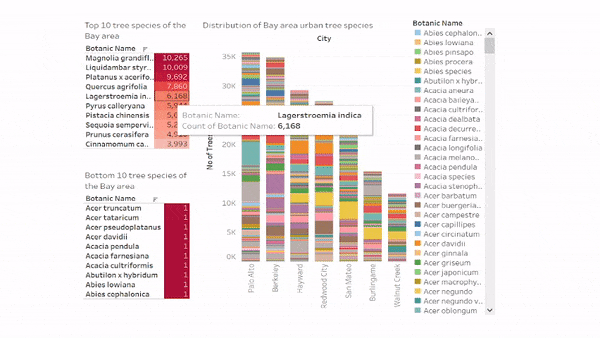 Top 10 tree species of the
Bay area
Botanic Name
Magnolia grandifl.. 10,265
Liquidambar styr.. 10,009
Platanus x acerifo.. 9,692
Quercus agrifolia 7,860
Lagerstroemia in.. 6,168
Pyrus calleryana
Pistacia chinensis
Sequoia sempervi..
Prunus cerasifera
Cinnamomum ca.. 3,993
Bottom 10 tree species of
the Bay area
Botanic Name
Acer truncatum 1
Acer tataricum 1
Acer pseudoplatanus 1
Acer davidii 1
Acacia pendula 1
Acacia farnesiana 1
Acacia cultriformis 1
Abutilon x hybridum 1
Abies lowiana 1
Abies cephalonica 1
Distribution of Bay area urban tree species
City
35K
30K
Botanic Name: Lagerstroemia indica
Count of Botanic Name: 6,168
No of Trees
20K
15K
10K
5K
0K
Palo Alto
Berkeley
Hayward
Redwood City
San Mateo
Burlingame
Walnut Creek
Botanic Name
Abies cephalon..
Abies lowiana
Abies pinsapo
Abies procera
Abies species
Abutilon x hybr..
Acacia aneura
Acacia baileya..
Acacia cultrifor..
Acacia dealbata
Acacia decurre..
Acacia farnesia..
Acacia longifolia
Acacia melano..
Acacia pendula
Acacia species
Acacia stenoph..
Acer barbatum
Acer buergeria..
Acer campestre
Acer capillipes
Acer circinatum
Acer davidii
Acer ginnala
Acer griseum
Acer japonicum
Acer macrophy..
Acer negundo
Acer negundo v..
Acer oblongum